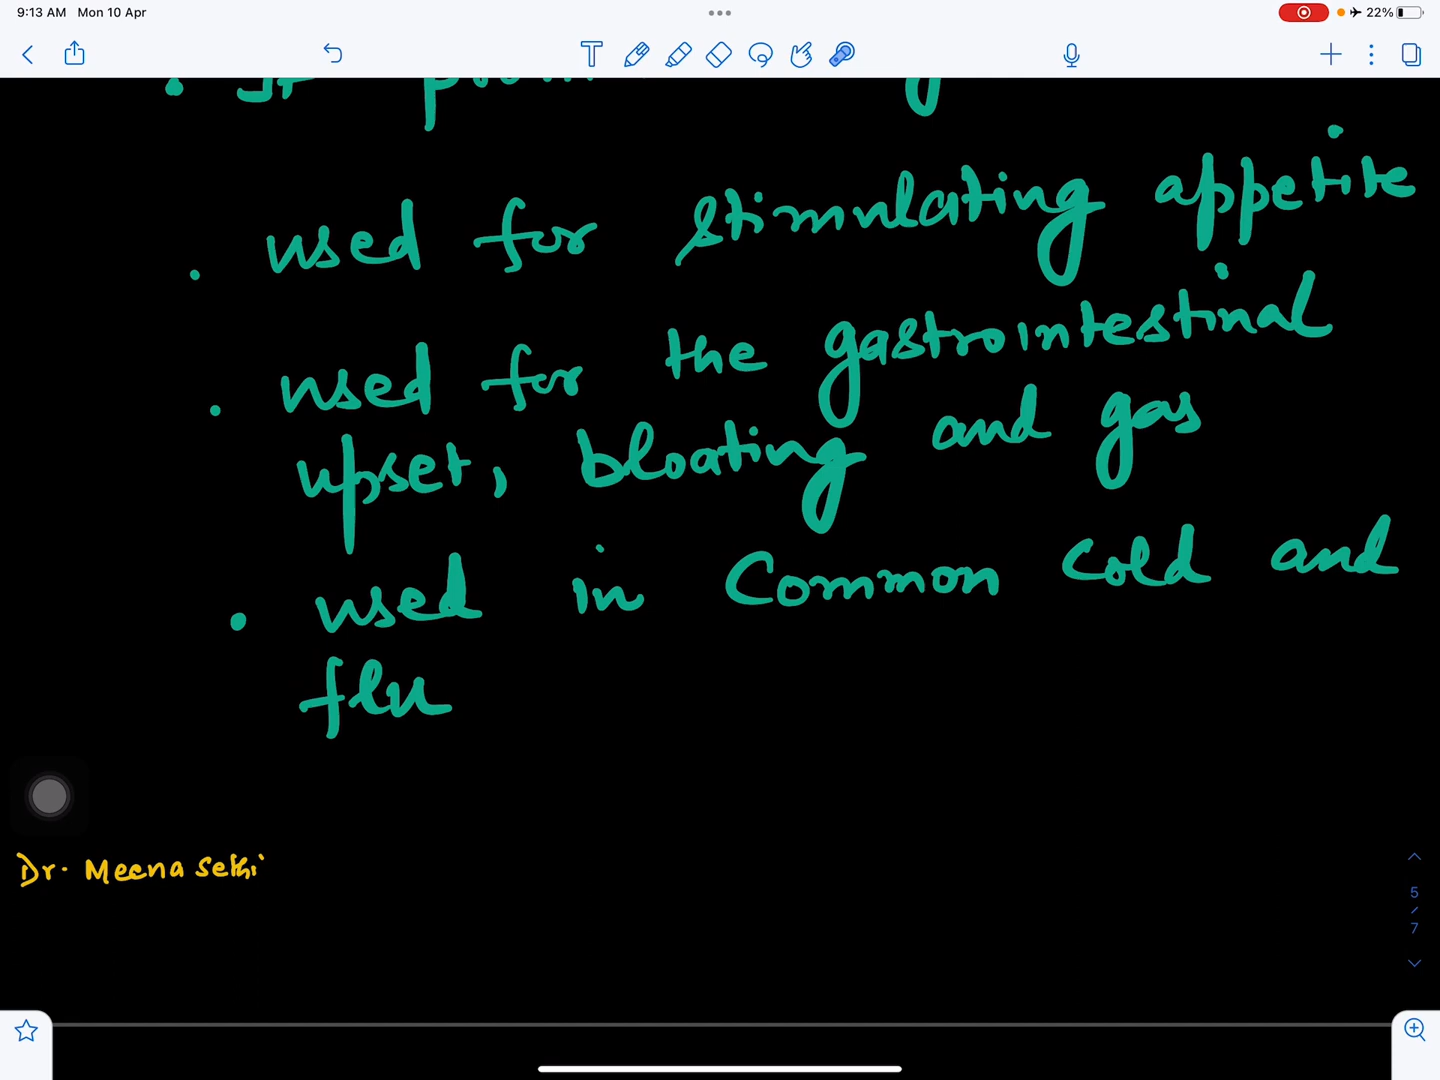 9:13 AM Mon 10 Apr
22%
. used for stimulating appetite
. used for the gastrointestinal
upset, bloating and gas
. used in Common Cold and
flu
Dr. Meena Sethi
5
/
7